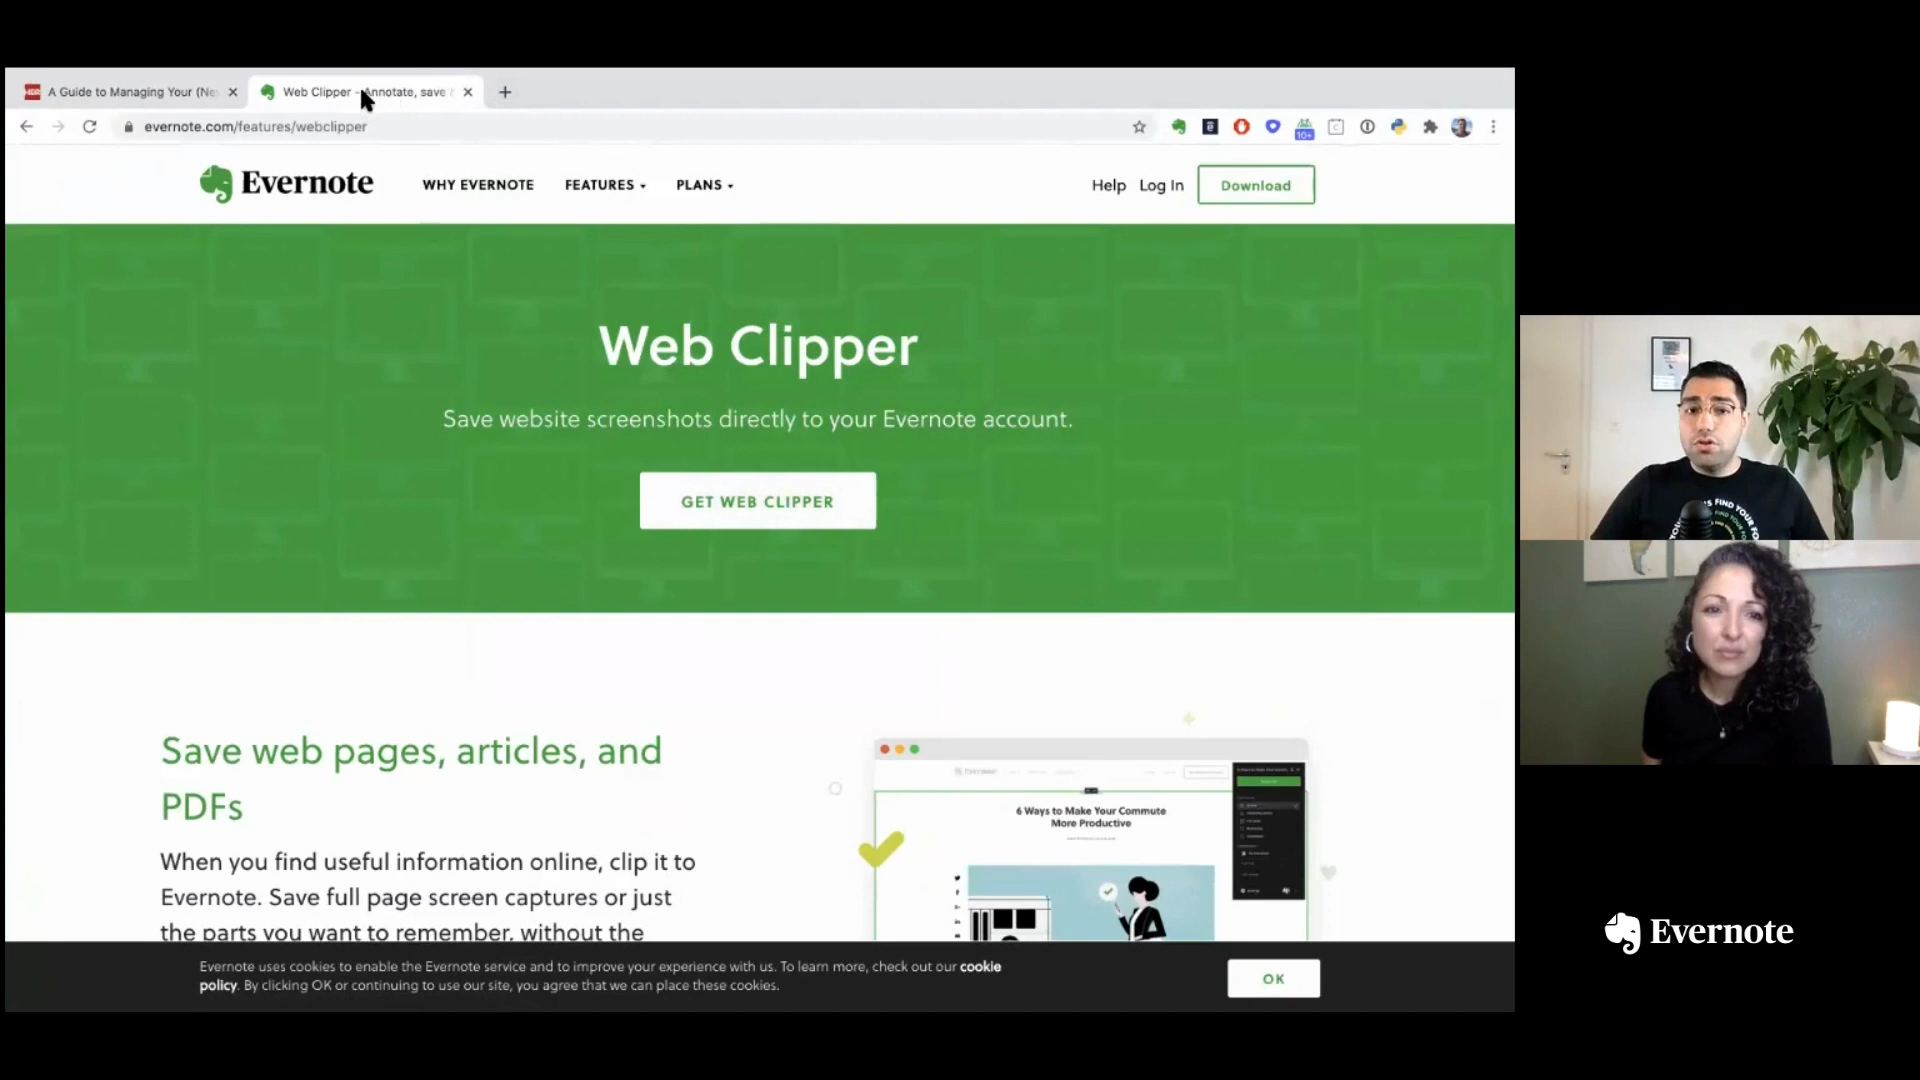 A Guide to Managing Your (Ne
Web Clipper - Annotate, save
evernote.com/features/webclipper
10+
Evernote
WHY EVERNOTE
FEATURES
PLANS
Help
Log In
Download
Web Clipper
Save website screenshots directly to your Evernote account.
GET WEB CLIPPER
Save web pages, articles, and
PDFs
When you find useful information online, clip it to
Evernote. Save full page screen captures or just
the parts you want to remember, without the
6 Ways to Make Your Commute
More Productive
Evernote uses cookies to enable the Evernote service and to improve your experience with us. To learn more, check out our cookie
policy. By clicking OK or continuing to use our site, you agree that we can place these cookies.
OK
FIND YOUR
Evernote